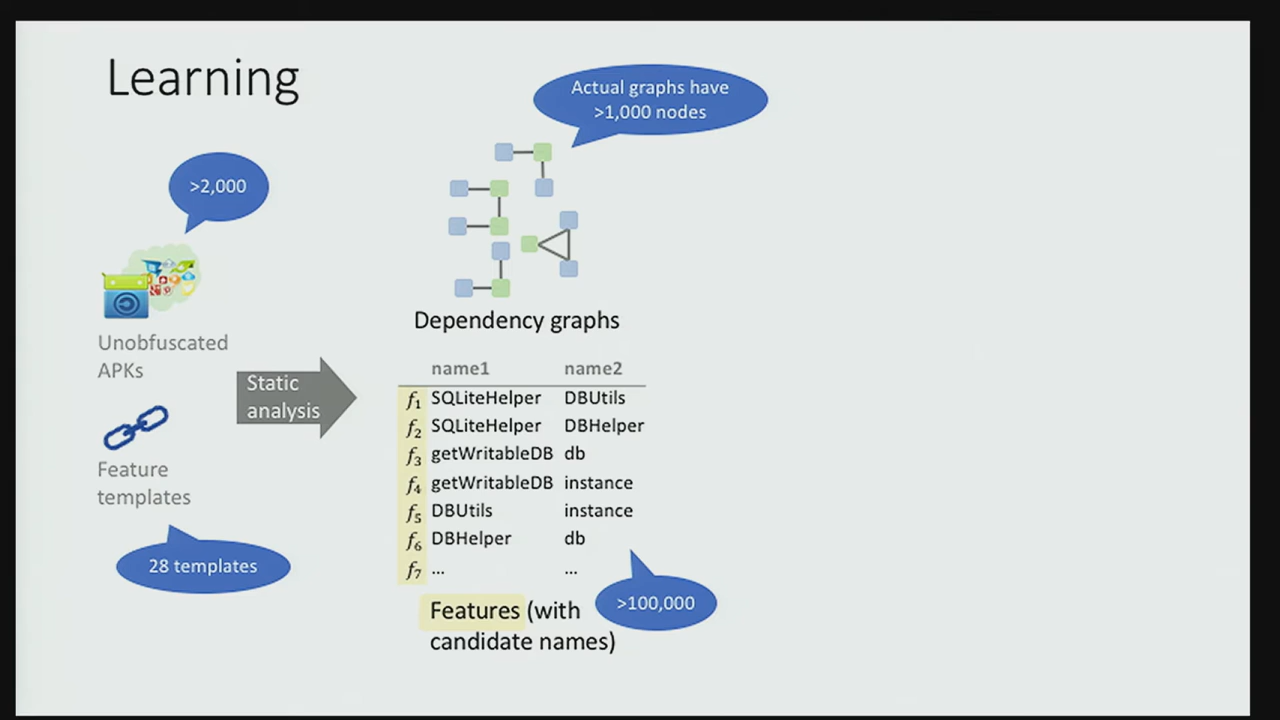 Learning
Actual graphs have
>1,000 nodes
>2,000
Unobfuscated
APKs
Feature
templates
28 templates
Static
analysis
Dependency graphs
name1 name2
f1 SQLiteHelper DBUtils
f2 SQLiteHelper DBHelper
f3 getWritableDB db
f4 getWritableDB instance
f5 DBUtils instance
f6 DBHelper db
f7 ... ...
>100,000
Features (with
candidate names)